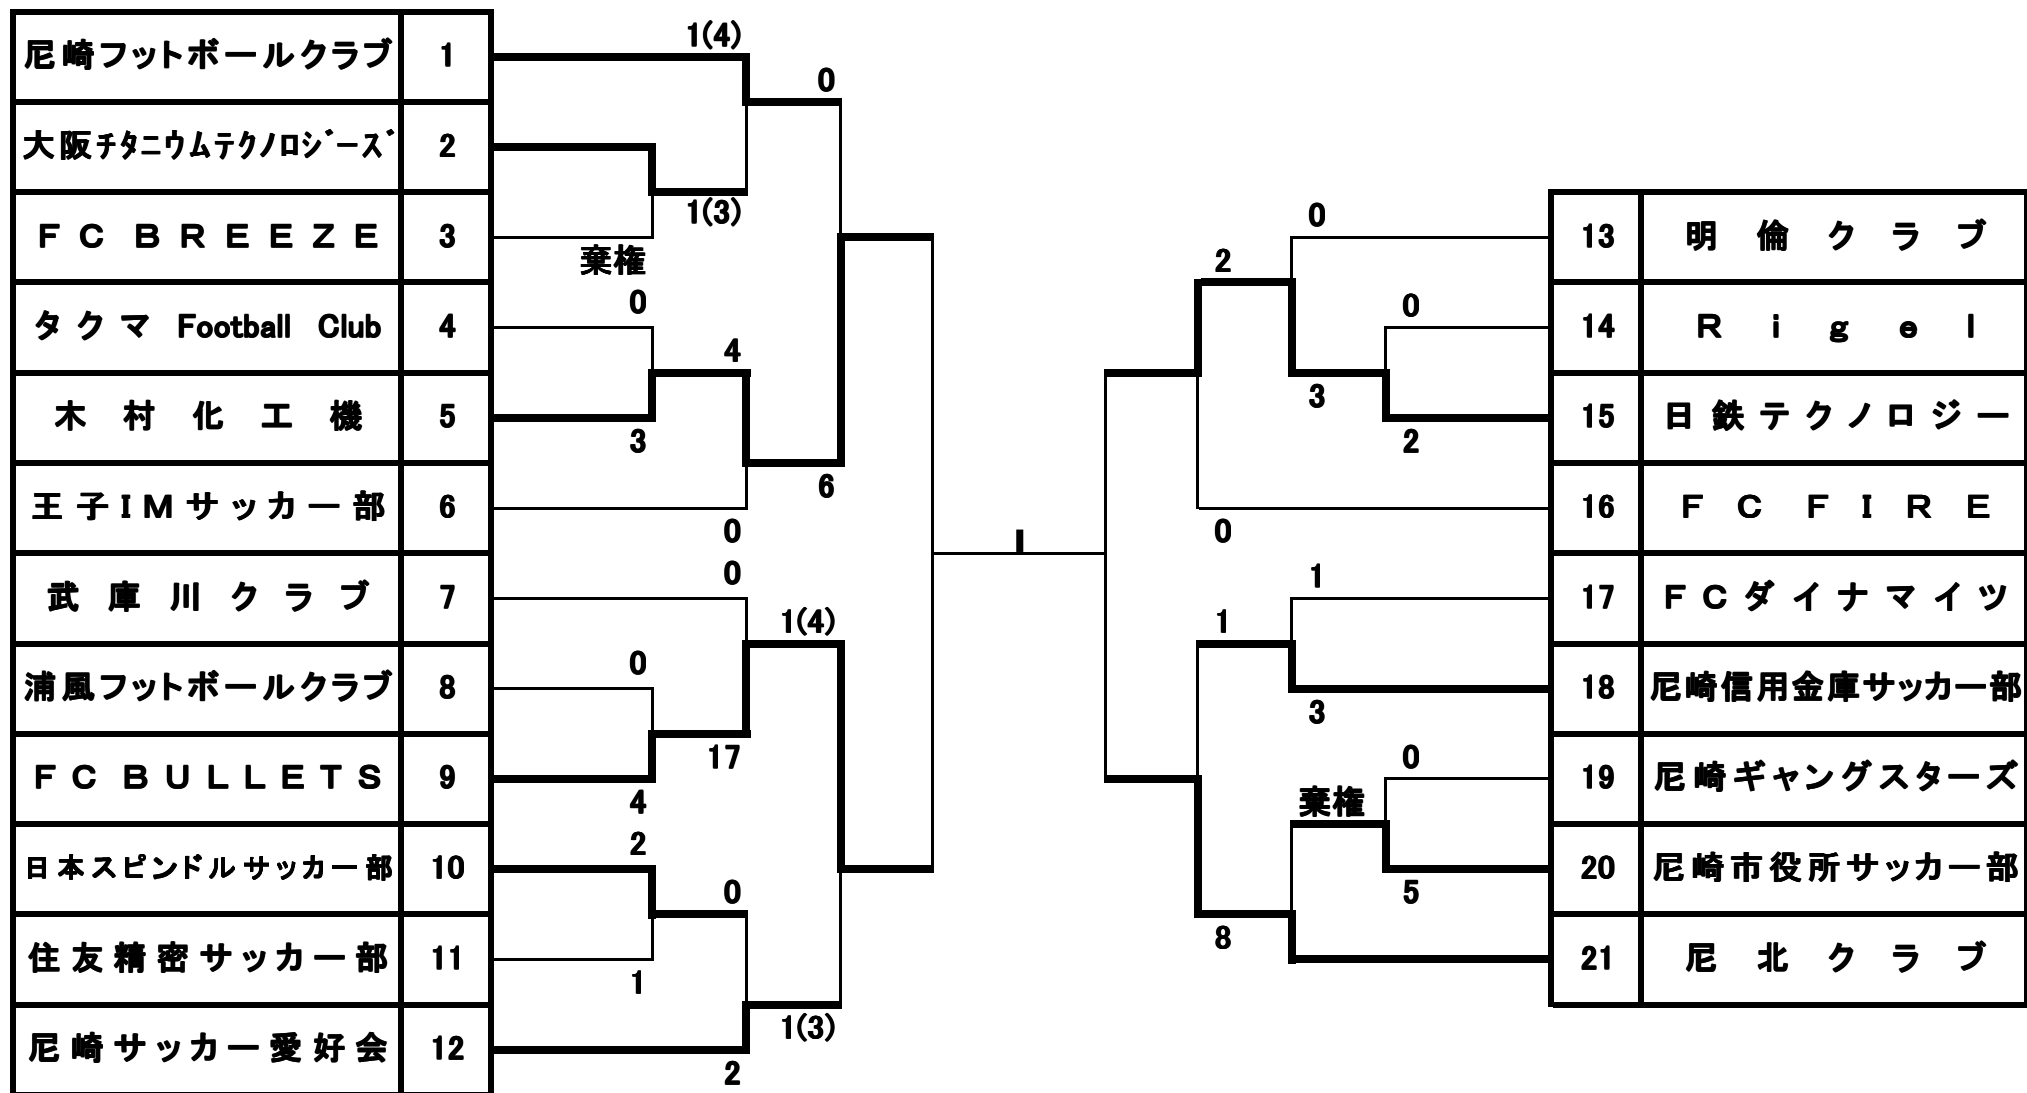 1(4)
尼崎フットボールクラブ 1
0
大阪チタニウムテクノロジーズ 2
1(3)
FC BREEZE 3
棄権
0
タクマ Football Club 4
4
木村化工機 5
3
6
王子IMサッカー部 6
0
0
武庫川クラブ 7
1(4)
0
浦風フットボールクラブ 8
17
FC BULLETS 9
4
2
日本スピンドルサッカー部 10
0
住友精密サッカー部 11
1
1(3)
尼崎サッカー愛好会 12
2
0
13 明倫クラブ
2
0
14 Rigel
3
15 日鉄テクノロジー
2
16 FC FIRE
0
1
17 FCダイナマイツ
1
18 尼崎信用金庫サッカー部
3
0
19 尼崎ギャングスターズ
棄権
20 尼崎市役所サッカー部
5
8
21 尼北クラブ